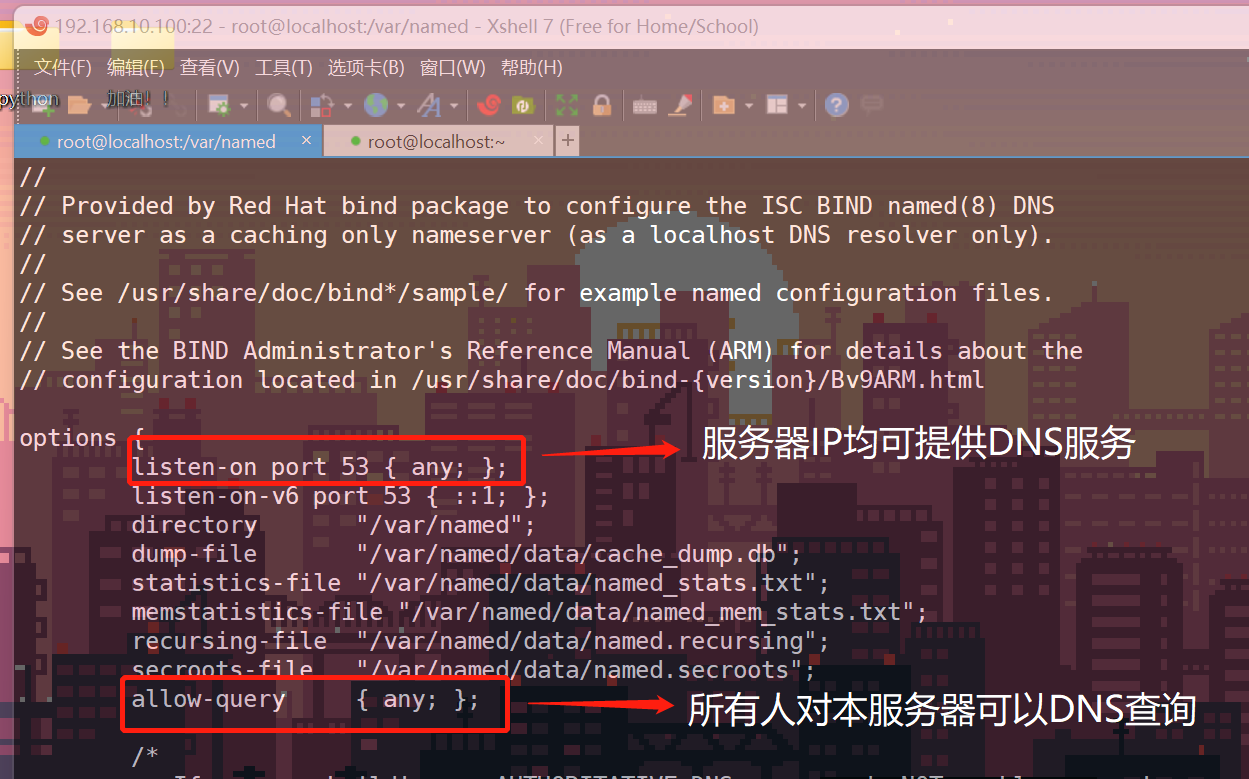 192.168.10.100:22 - root@localhost:/var/named - Xshell 7 (Free for Home/School)
文件(F) 编辑(E) 查看(V) 工具(T) 选项卡(B) 窗口(W) 帮助(H)
python 加油！！
root@localhost:/var/named × root@localhost:~ × +
//
// Provided by Red Hat bind package to configure the ISC BIND named(8) DNS
// server as a caching only nameserver (as a localhost DNS resolver only).
//
// See /usr/share/doc/bind*/sample/ for example named configuration files.
//
// See the BIND Administrator's Reference Manual (ARM) for details about the
// configuration located in /usr/share/doc/bind-{version}/Bv9ARM.html
options {
listen-on port 53 { any; };
服务器IP均可提供DNS服务
listen-on-v6 port 53 { ::1; };
directory "/var/named";
dump-file "/var/named/data/cache_dump.db";
statistics-file "/var/named/data/named_stats.txt";
memstatistics-file "/var/named/data/named_mem_stats.txt";
recursing-file "/var/named/data/named.recursing";
secroots-file "/var/named/data/named.secroots";
allow-query { any; };
所有人对本服务器可以DNS查询
/*